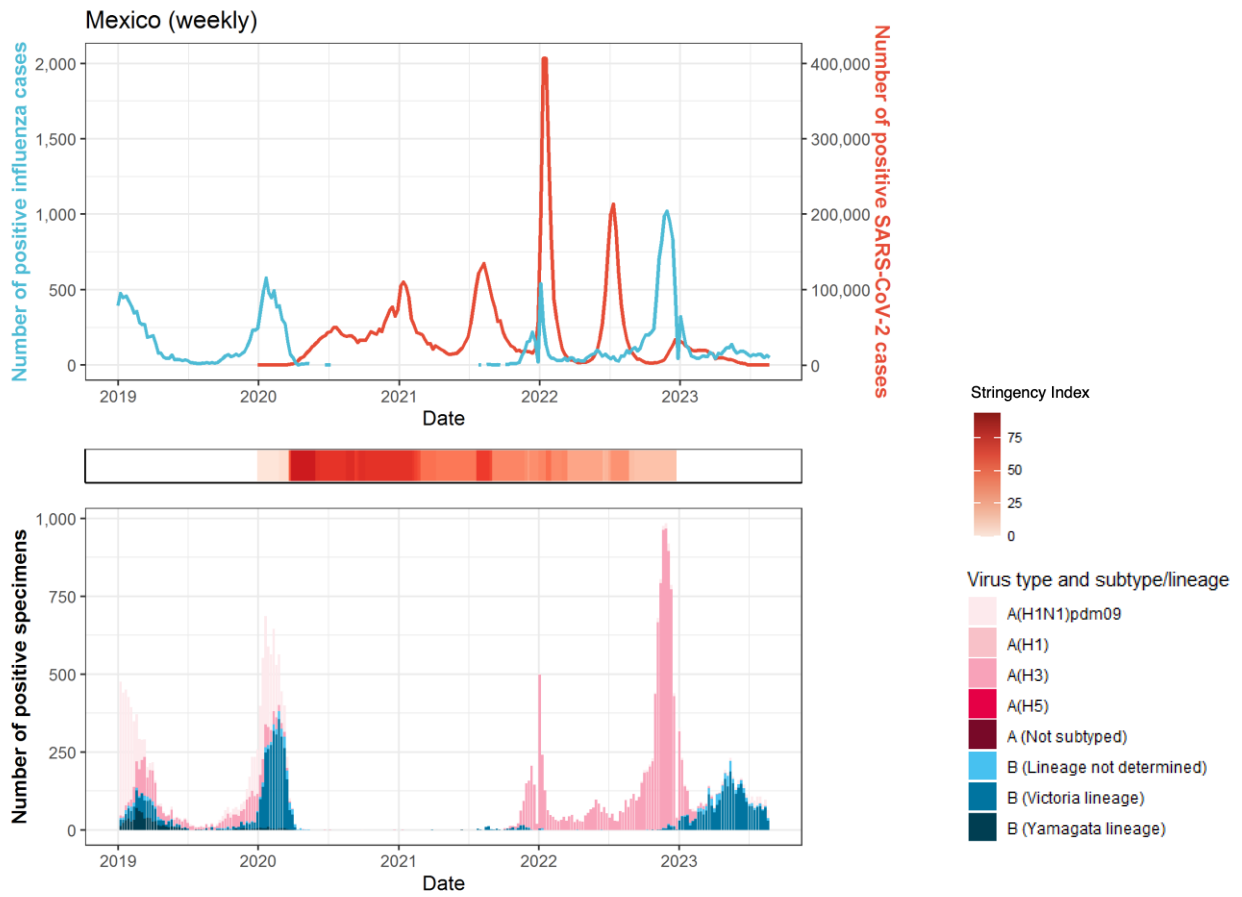 Mexico (weekly)
Number of positive influenza cases
2,000
1,500
1,000
500
0
400,000
300,000
200,000
100,000
0
Number of positive SARS-CoV-2 cases
2019 2020 2021 2022 2023
Date
Stringency Index
75
50
25
0
Number of positive specimens
1,000
750
500
250
0
2019 2020 2021 2022 2023
Date
Virus type and subtype/lineage
A(H1N1)pdm09
A(H1)
A(H3)
A(H5)
A (Not subtyped)
B (Lineage not determined)
B (Victoria lineage)
B (Yamagata lineage)